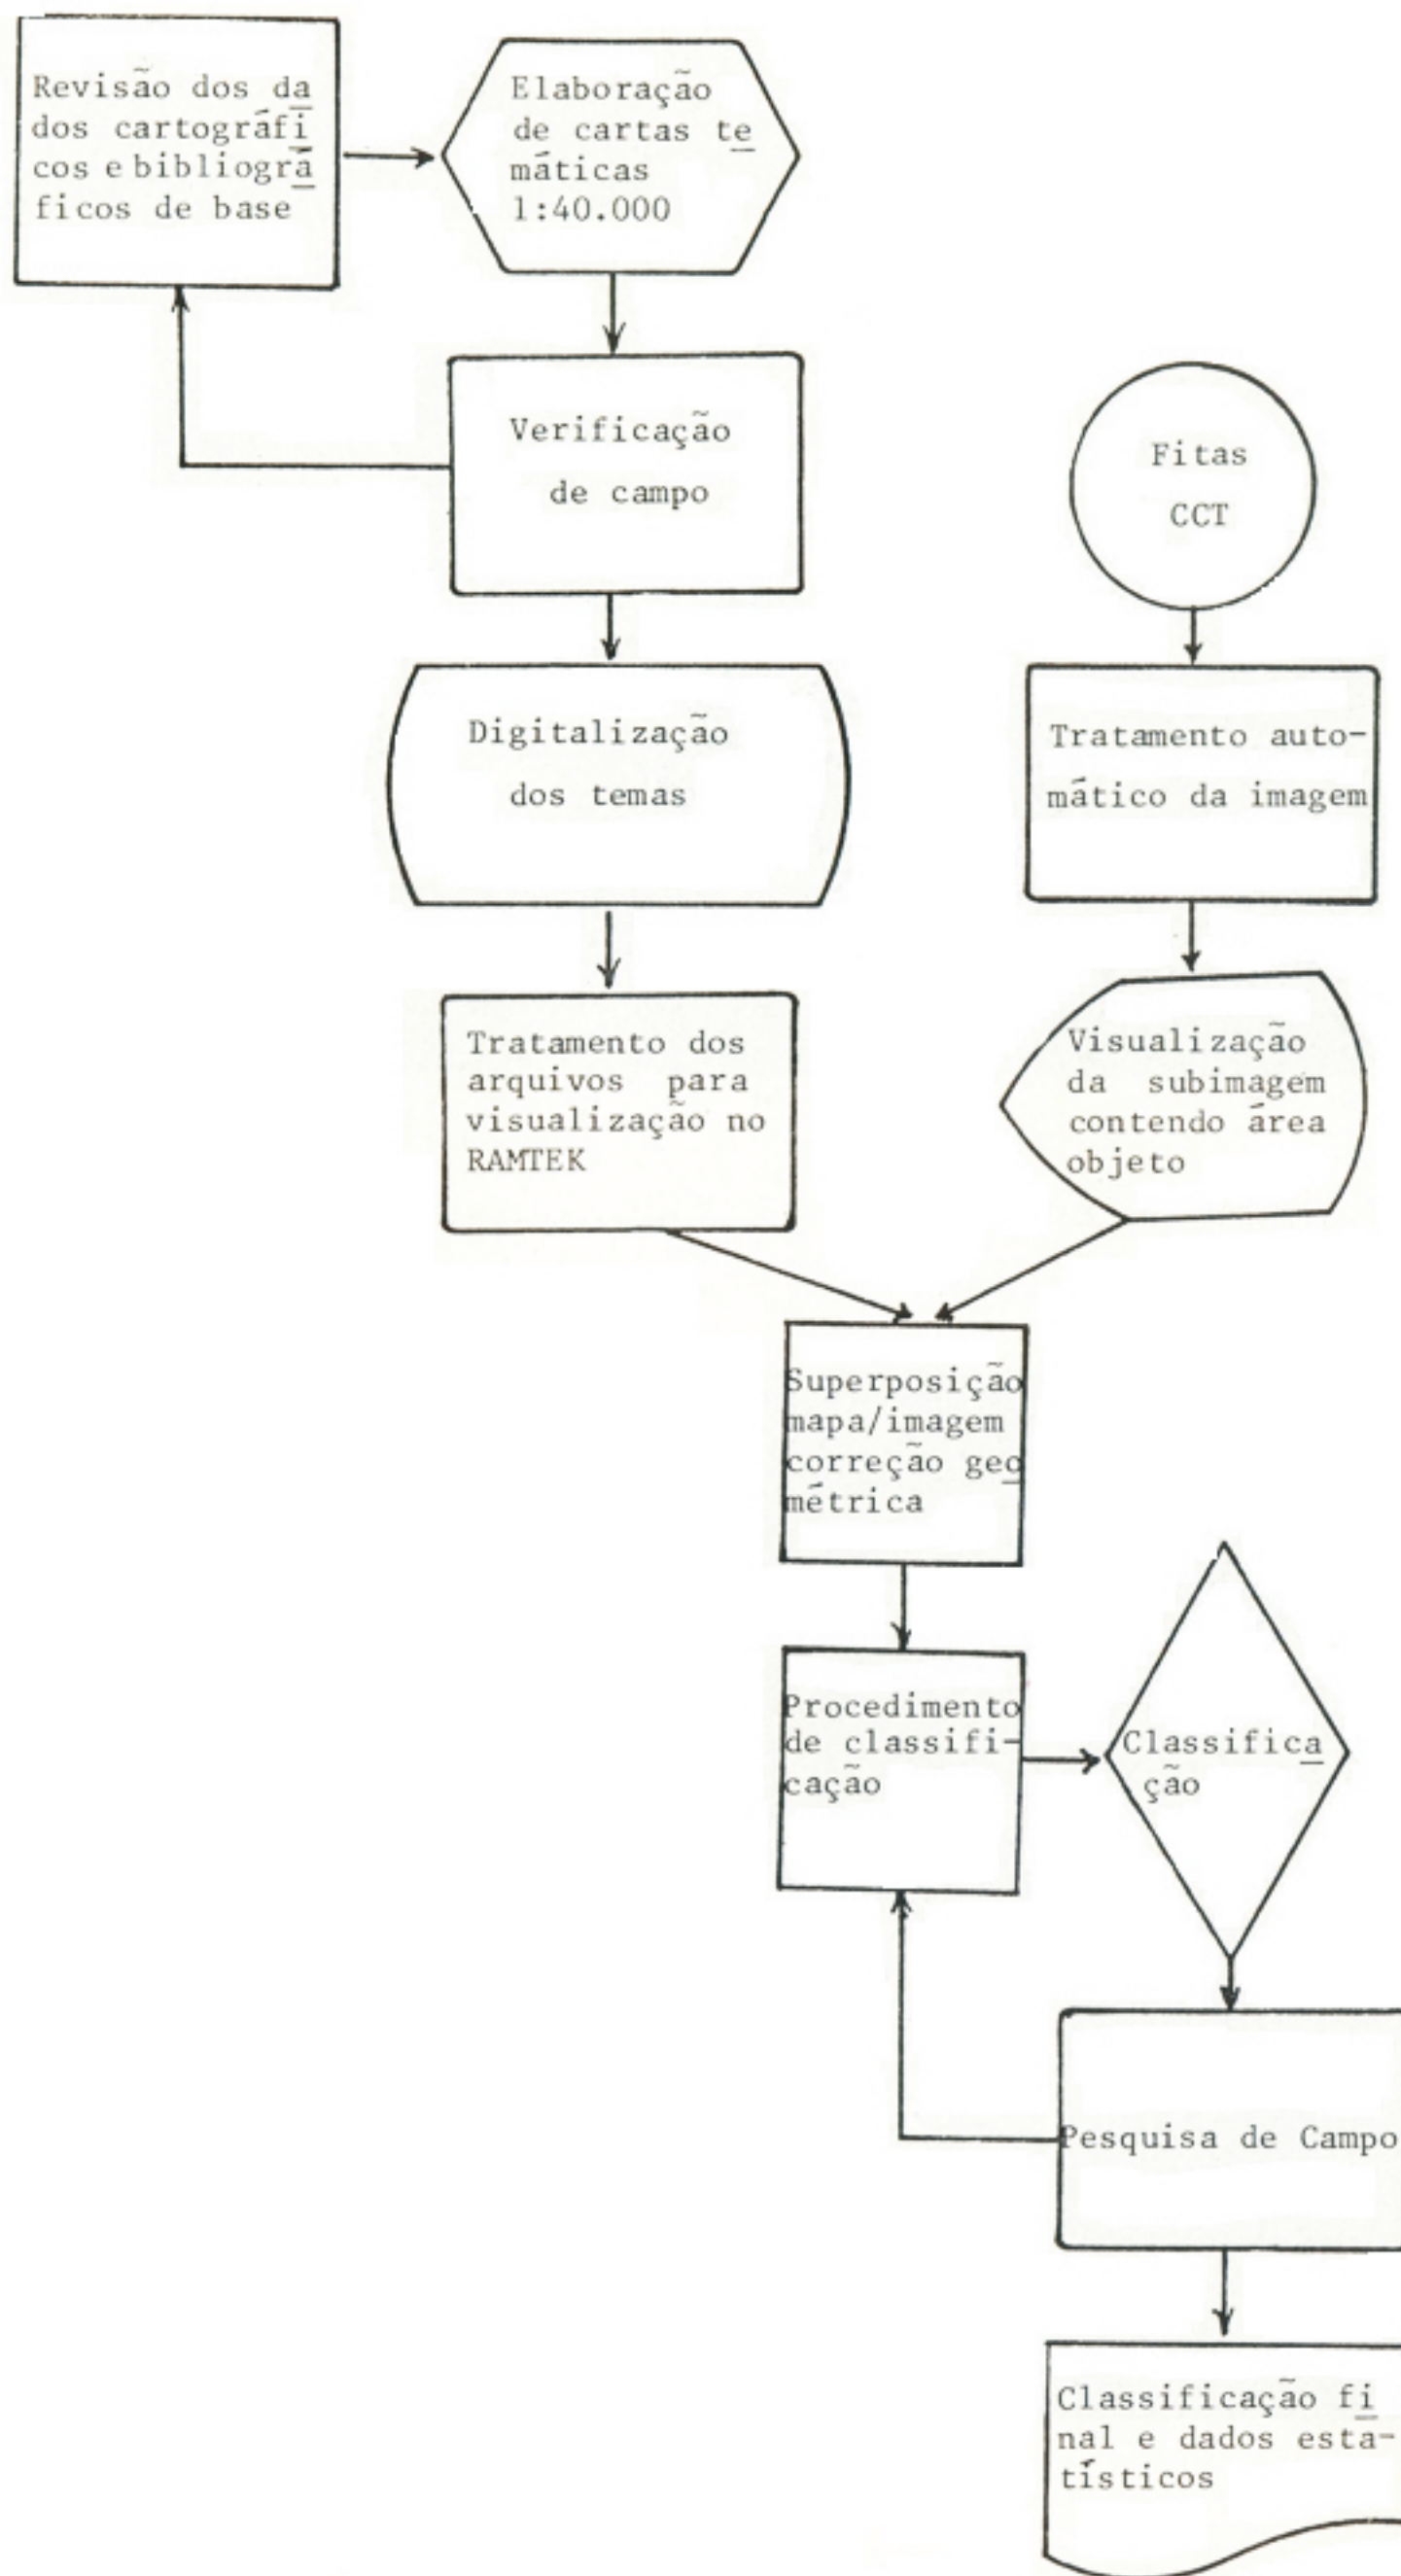 Revisão dos da
dos cartográfi
cos e bibliográ
ficos de base
Elaboração
de cartas te
máticas
1:40.000
Verificação
de campo
Fitas
CCT
Digitalização
dos temas
Tratamento auto-
mático da imagem
Tratamento dos
arquivos para
visualização no
RAMTEK
Visualização
da subimagem
contendo área
objeto
Superposição
mapa/imagem
correção geo
métrica
Procedimento
de classifi-
cação
Classifica
ção
Pesquisa de Campo
Classificação fi
nal e dados esta-
tísticos